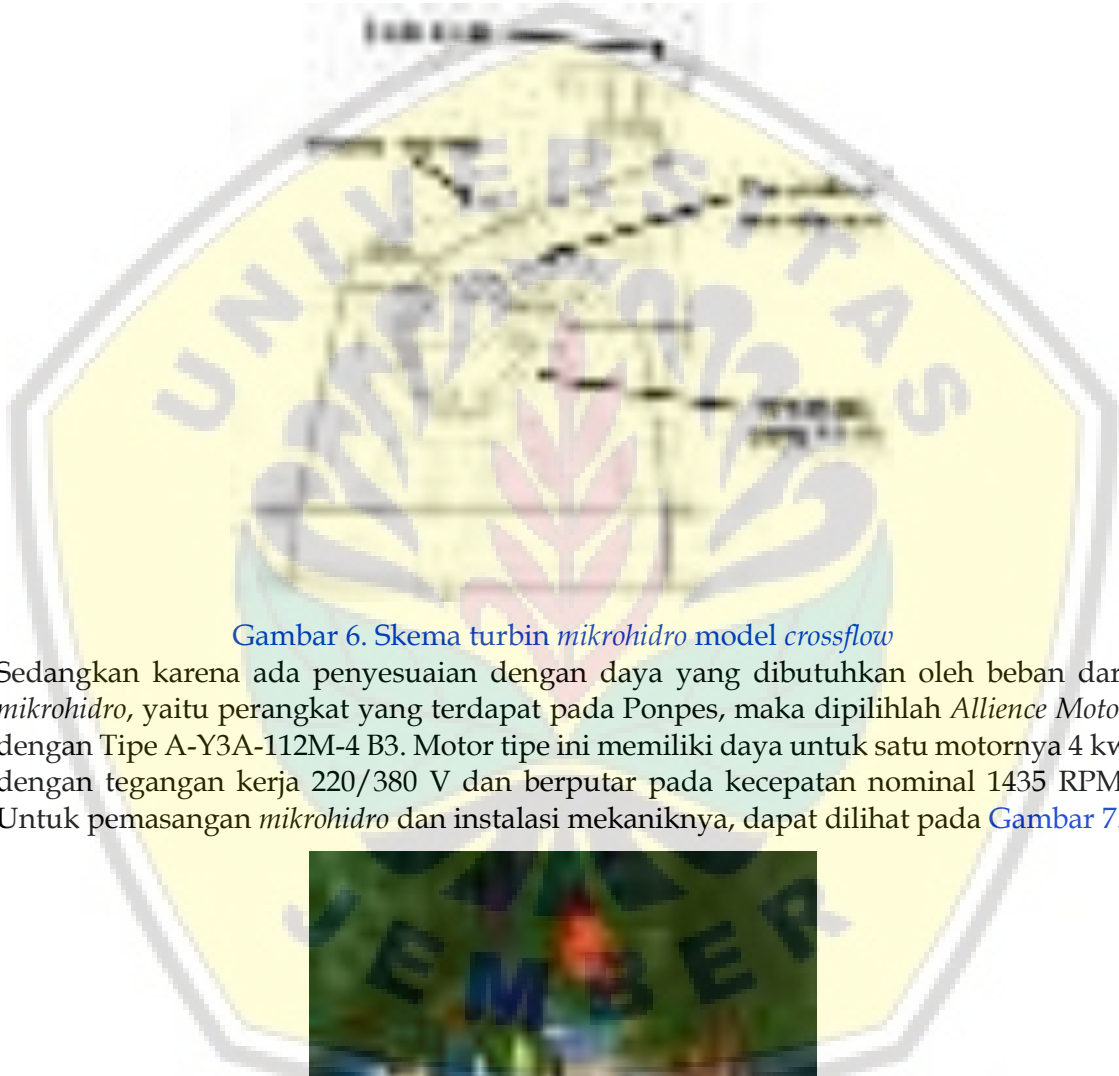 UNIVERSITAS
Gambar 6. Skema turbin mikrohidro model crossflow
Sedangkan karena ada penyesuaian dengan daya yang dibutuhkan oleh beban dar
mikrohidro, yaitu perangkat yang terdapat pada Ponpes, maka dipilihlah Allience Moto
dengan Tipe A-Y3A-112M-4 B3. Motor tipe ini memiliki daya untuk satu motornya 4 kw
dengan tegangan kerja 220/380 V dan berputar pada kecepatan nominal 1435 RPM
Untuk pemasangan mikrohidro dan instalasi mekaniknya, dapat dilihat pada Gambar 7.
JEMBER